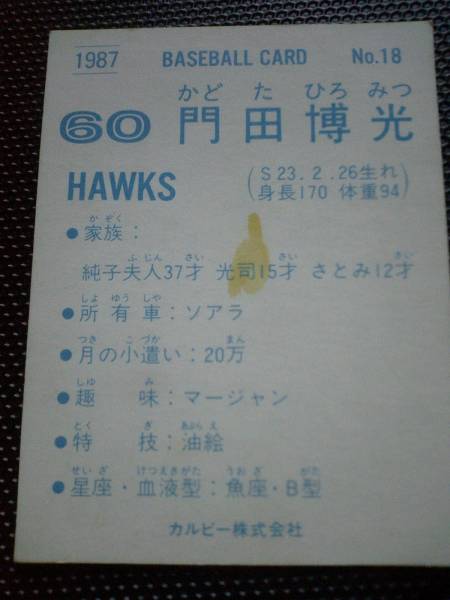 1987 BASEBALL CARD No.18
かど た ひろ みつ
60 門田博光
HAWKS (S23.2.26生れ
身長170 体重94)
かぞく
●家族:
ふじん さい さい さい
純子夫人37才 光司15才 さとみ12才
しよ ゆう しや
●所有車:ソアラ
つき こづか まん
●月の小遣い:20万
しゆ み
●趣 味:マージャン
とく ぎ あぶらえ
●特 技:油絵
せいざ けつえきがた うおざ がた
●星座・血液型:魚座・B型
カルビー株式会社